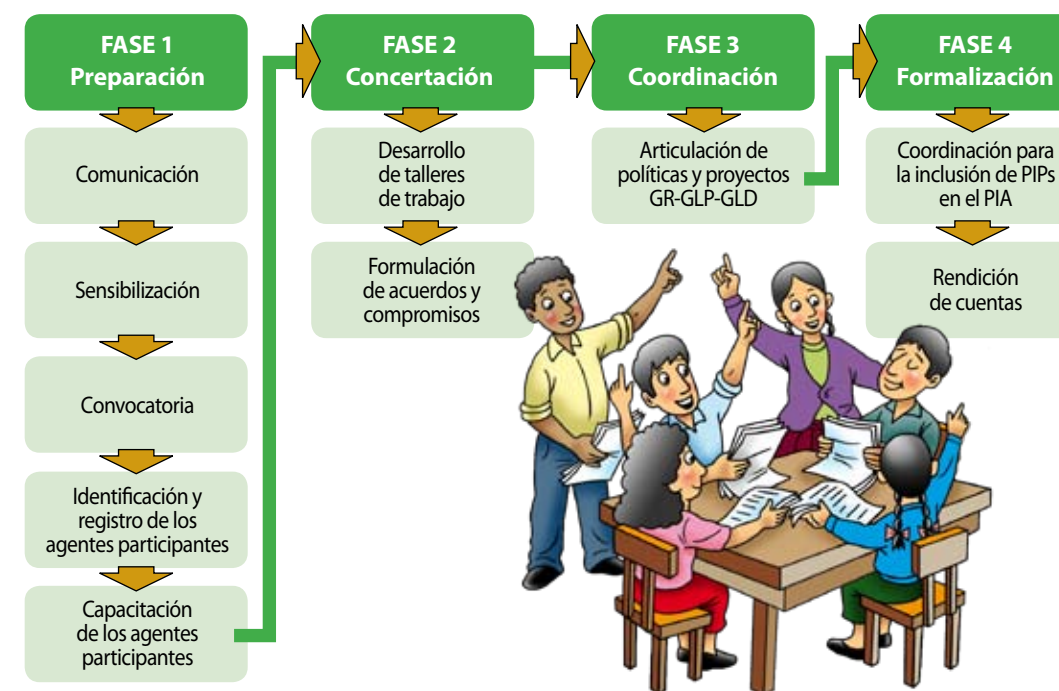 FASE 1
Preparación
Comunicación
Sensibilización
Convocatoria
Identificación y
registro de los
agentes participantes
Capacitación
de los agentes
participantes
FASE 2
Concertación
Desarrollo
de talleres
de trabajo
Formulación
de acuerdos y
compromisos
FASE 3
Coordinación
Articulación de
políticas y proyectos
GR-GLP-GLD
FASE 4
Formalización
Coordinación para
la inclusión de PIPs
en el PIA
Rendición
de cuentas